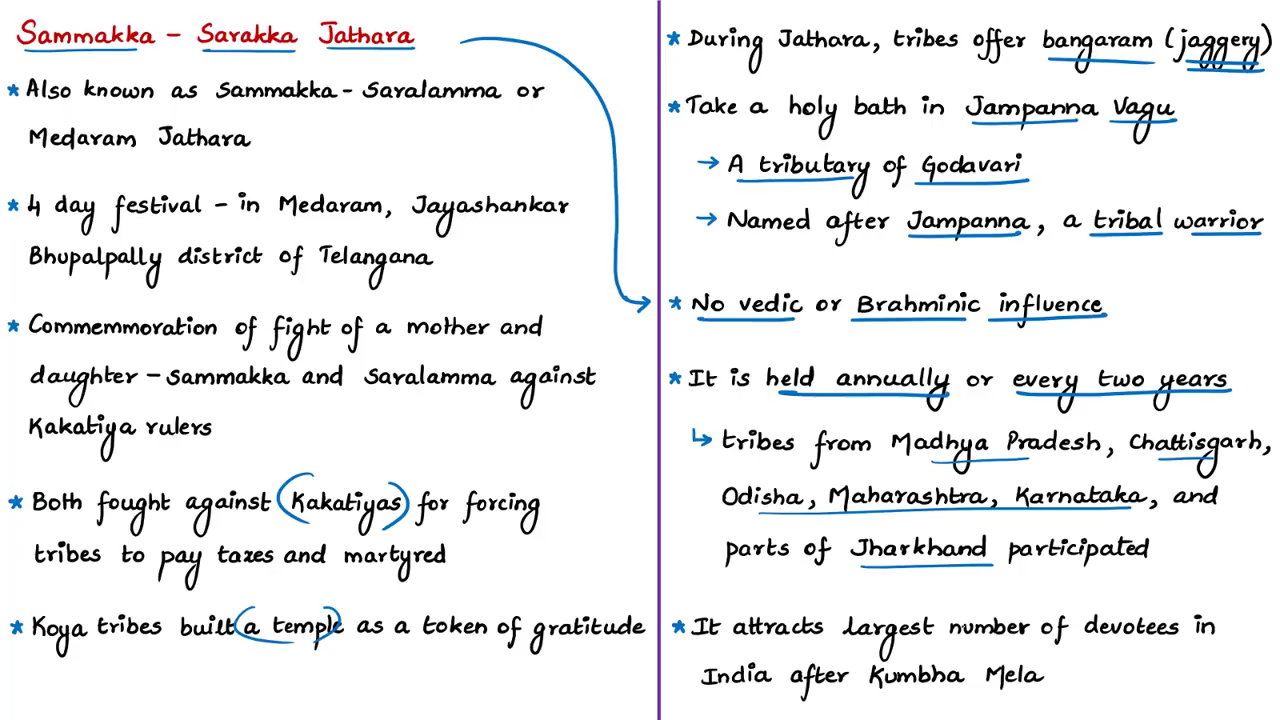 Sammakka - Sarakka Jathara
* Also known as Sammakka - Saralamma or
Medaram Jathara
* 4 day festival - in Medaram, Jayashankar
Bhupalpally district of Telangana
* Commemmoration of fight of a mother and
daughter - Sammakka and Saralamma against
Kakatiya rulers
* Both fought against Kakatiyas for forcing
tribes to pay taxes and martyred
* Koya tribes built a temple as a token of gratitude
* During Jathara, tribes offer bangaram (jaggery)
* Take a holy bath in Jampanna Vagu
→ A tributary of Godavari
→ Named after Jampanna, a tribal warrior
* No vedic or Brahminic influence
* It is held annually or every two years
↳ tribes from Madhya Pradesh, Chattisgarh,
Odisha, Maharashtra, Karnataka, and
parts of Jharkhand participated
* It attracts largest number of devotees in
India after Kumbha Mela